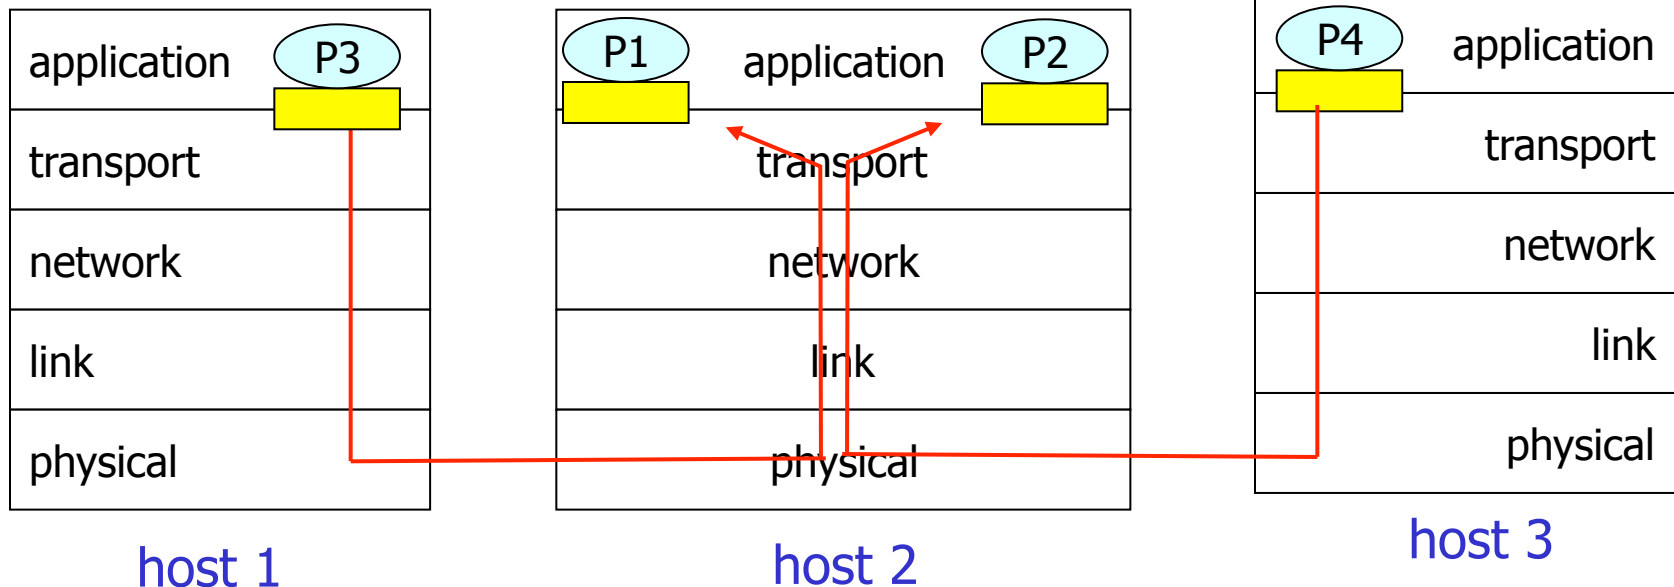 application P3
transport
network
link
physical
host 1
P1 application P2
transport
network
link
physical
host 2
P4 application
transport
network
link
physical
host 3